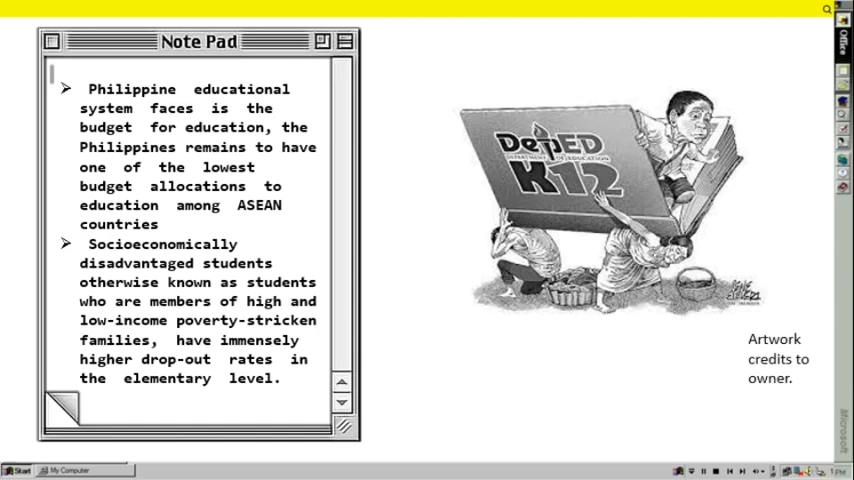 Note Pad
➢ Philippine educational
system faces is the
budget for education, the
Philippines remains to have
one of the lowest
budget allocations to
education among ASEAN
countries
➢ Socioeconomically
disadvantaged students
otherwise known as students
who are members of high and
low-income poverty-stricken
families, have immensely
higher drop-out rates in
the elementary level.
DepED
DEPARTMENT OF EDUCATION
K12
Artwork
credits to
owner.
Office
Microsoft
Start
My Computer